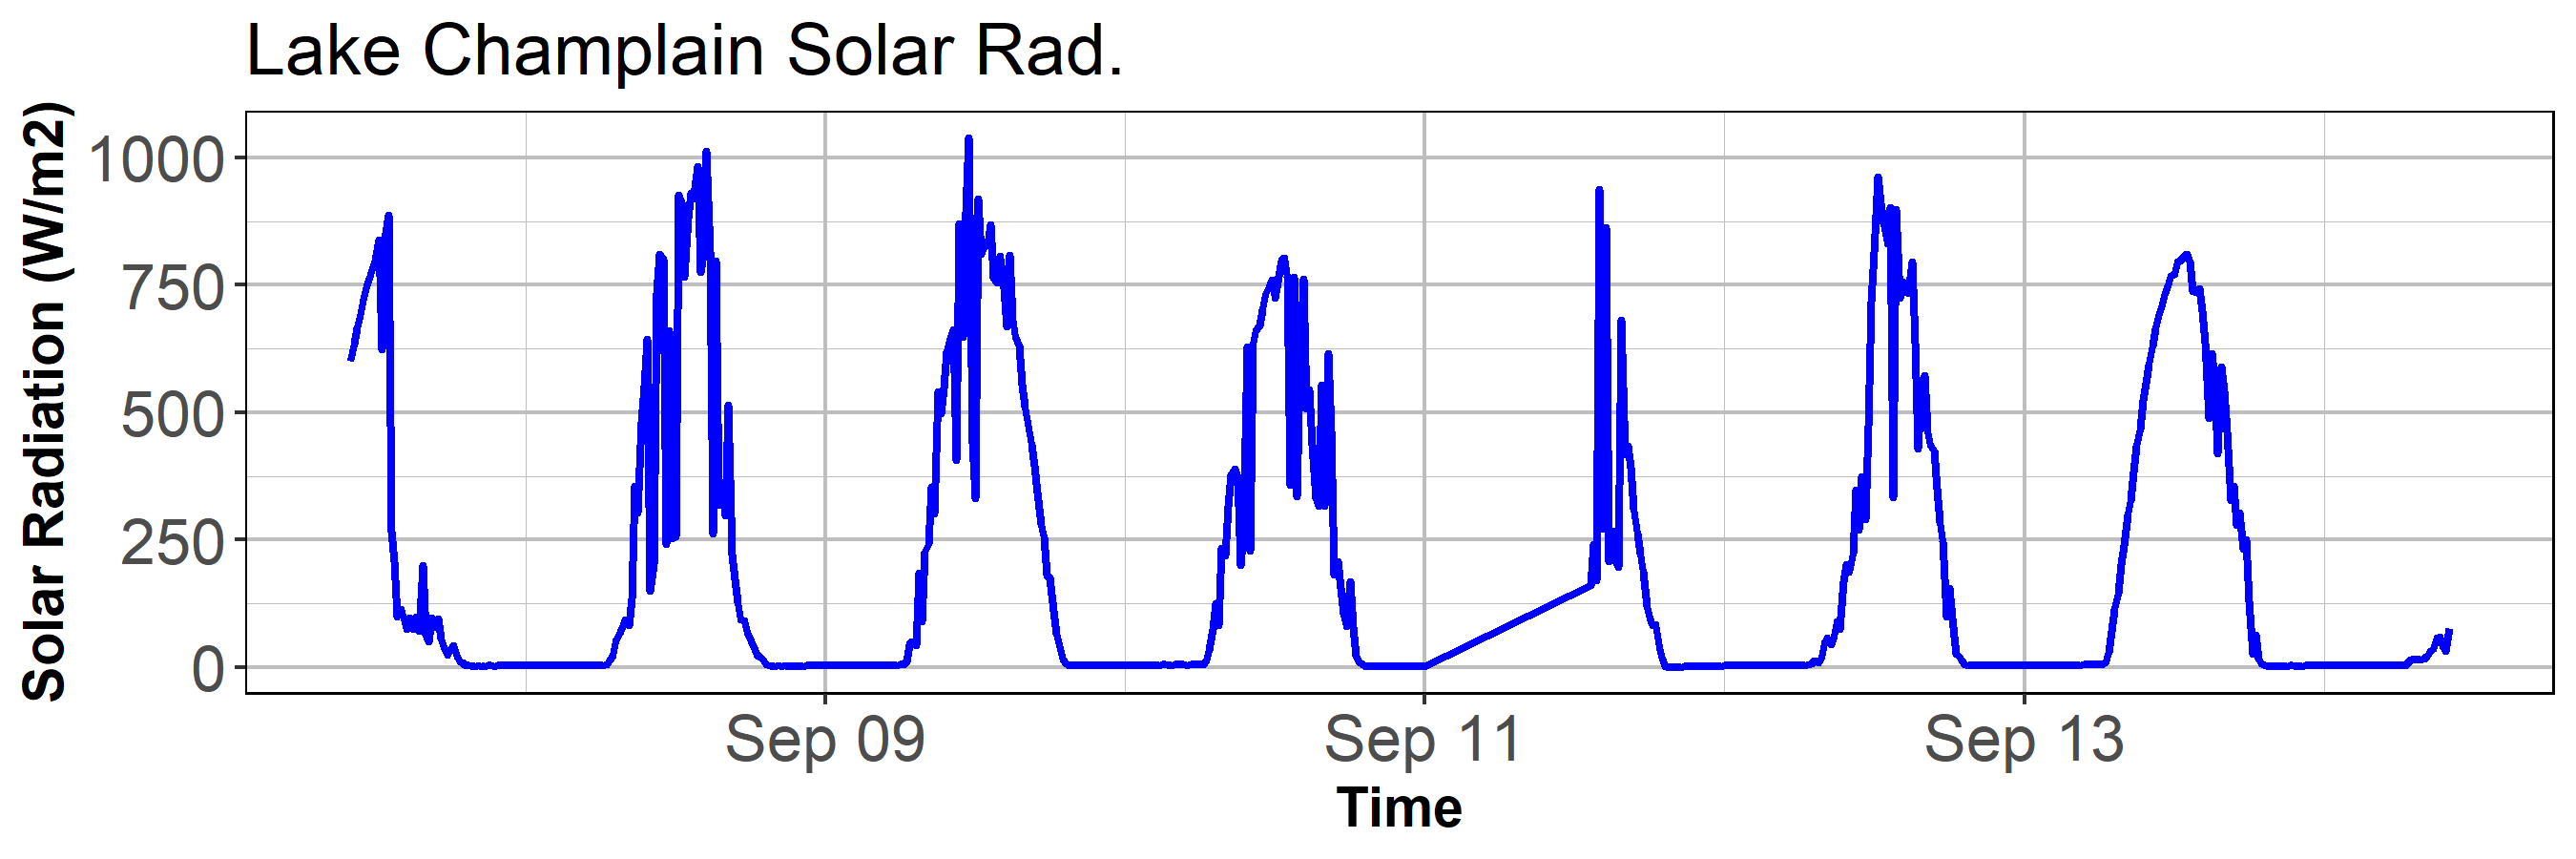 Lake Champlain Solar Rad.
Solar Radiation (W/m2)
1000
750
500
250
0
Sep 09
Sep 11
Sep 13
Time